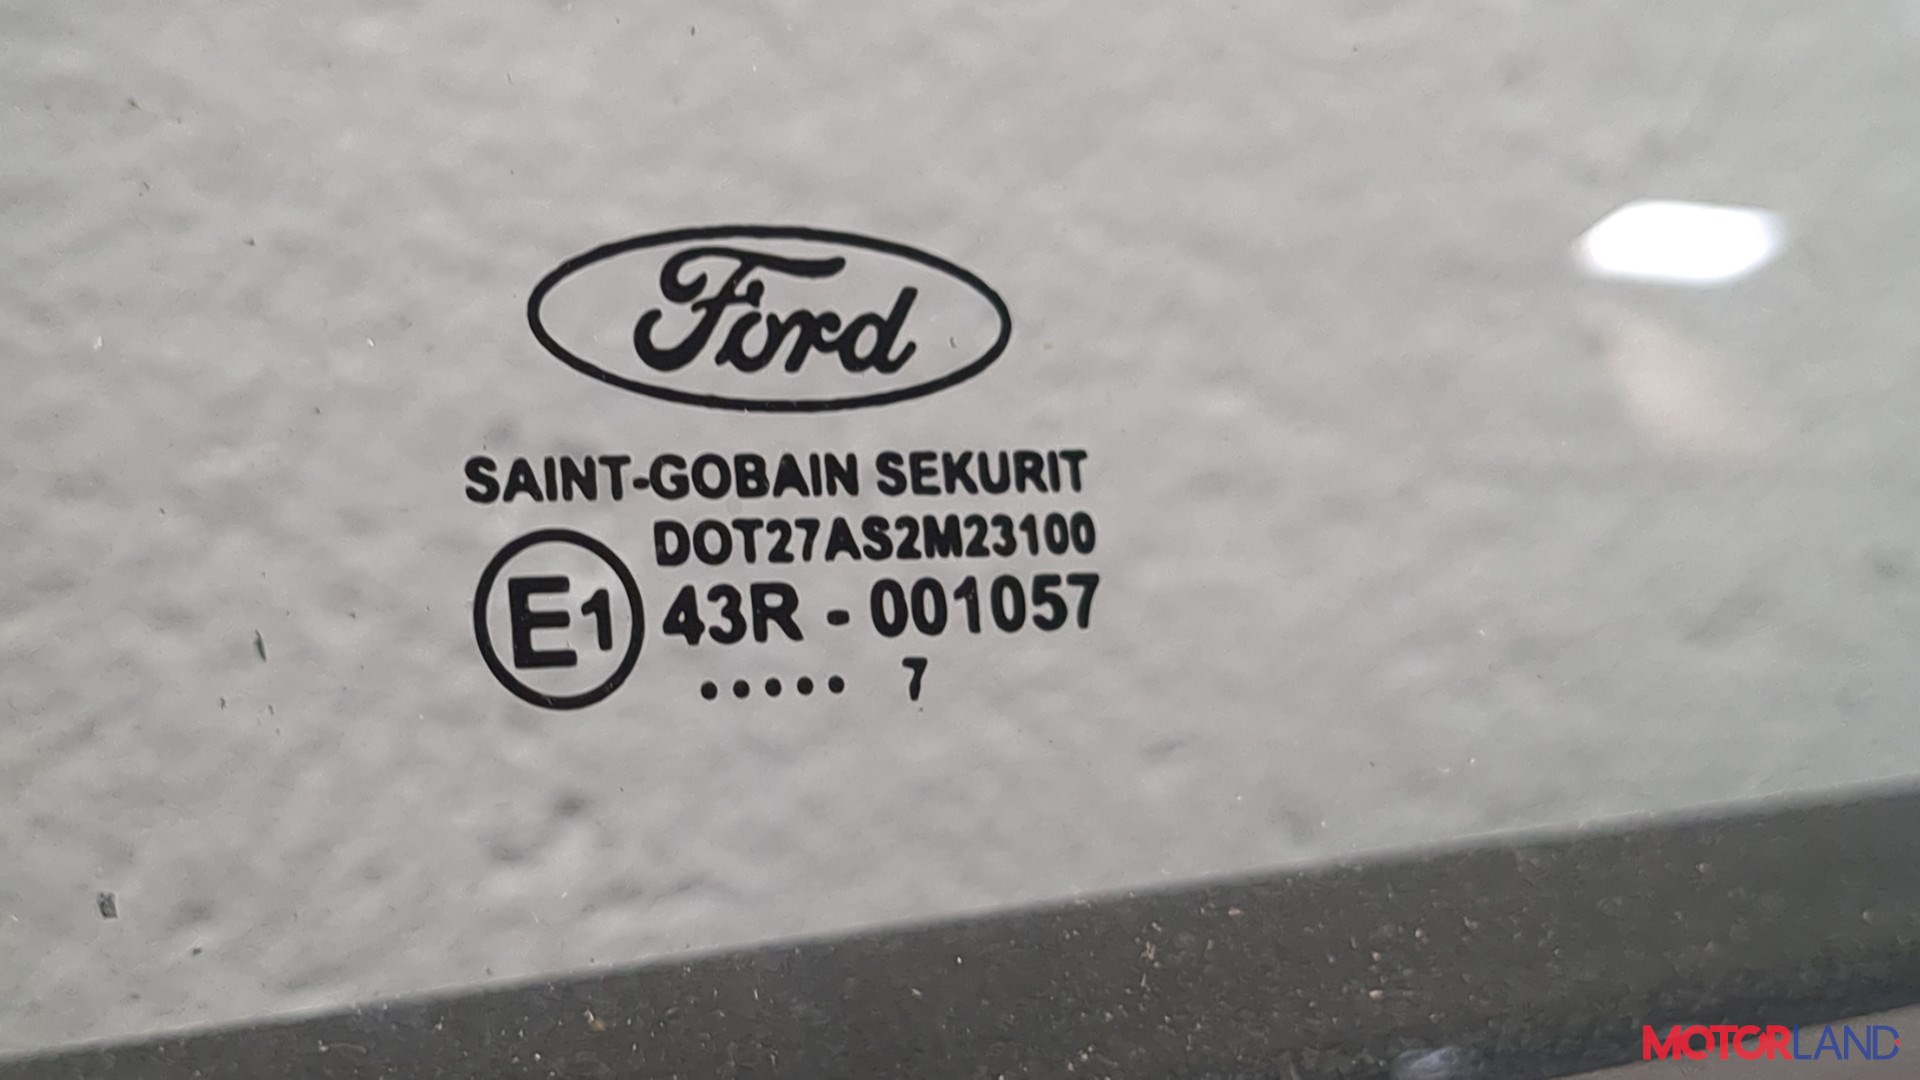 Ford
SAINT-GOBAIN SEKURIT
DOT27AS2M23100
E1 43R - 001057
..... 7
MOTORLAND